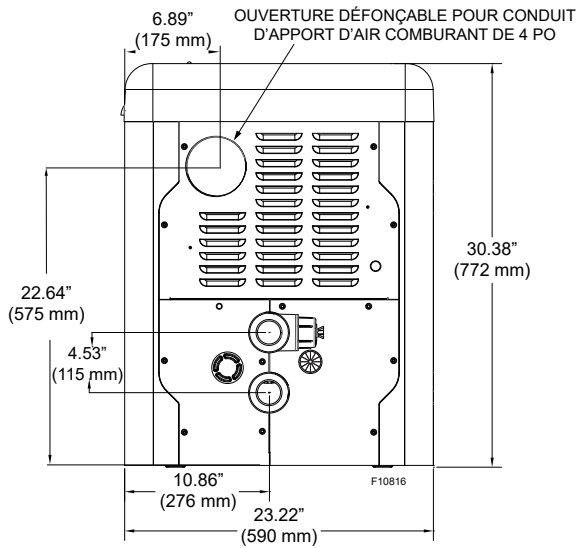 6.89”
(175 mm)
OUVERTURE DÉFONÇABLE POUR CONDUIT
D’APPORT D’AIR COMBURANT DE 4 PO
30.38”
(772 mm)
22.64”
(575 mm)
4.53”
(115 mm)
10.86”
(276 mm)
F10816
23.22”
(590 mm)